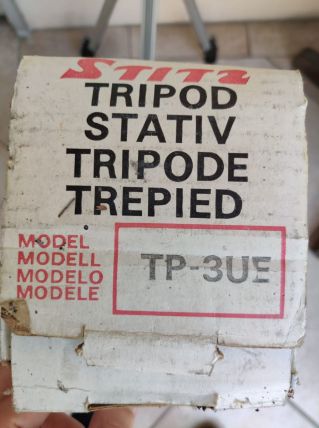 STITZ
TRIPOD
STATIV
TRIPODE
TREPIED
MODEL
MODELL
MODELO
MODELE
TP-3UE